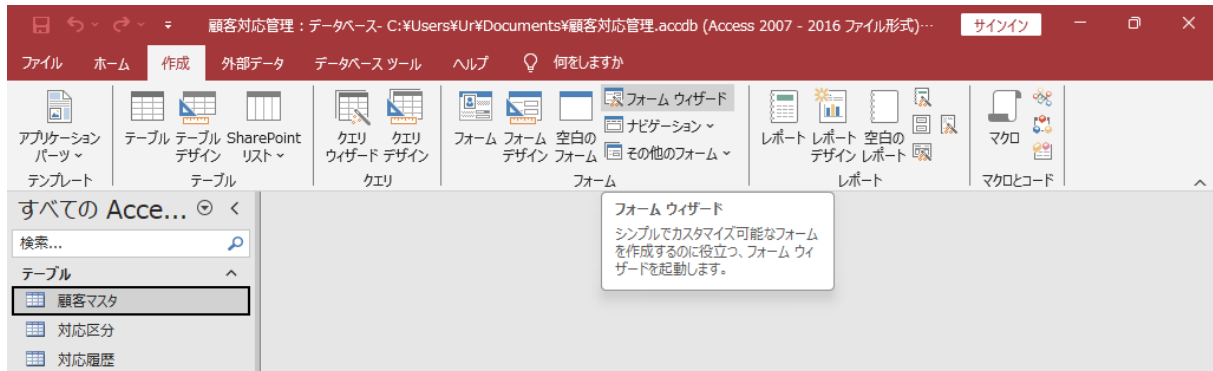 顧客対応管理 : データベース- C:¥Users¥Ur¥Documents¥顧客対応管理.accdb (Access 2007 - 2016 ファイル形式)…
サインイン
ファイル ホーム 作成 外部データ データベース ツール ヘルプ 何をしますか
アプリケーション
パーツ
テンプレート
テーブル
テーブル
デザイン
SharePoint
リスト
テーブル
クエリ
ウィザード
クエリ
デザイン
クエリ
フォーム
フォーム
デザイン
空白の
フォーム
フォーム ウィザード
ナビゲーション
その他のフォーム
フォーム
レポート
レポート
デザイン
空白の
レポート
レポート
マクロ
マクロとコード
すべての Acce...
検索...
テーブル
顧客マスタ
対応区分
対応履歴
フォーム ウィザード
シンプルでカスタマイズ可能なフォーム
を作成するのに役立つ、フォーム ウィ
ザードを起動します。